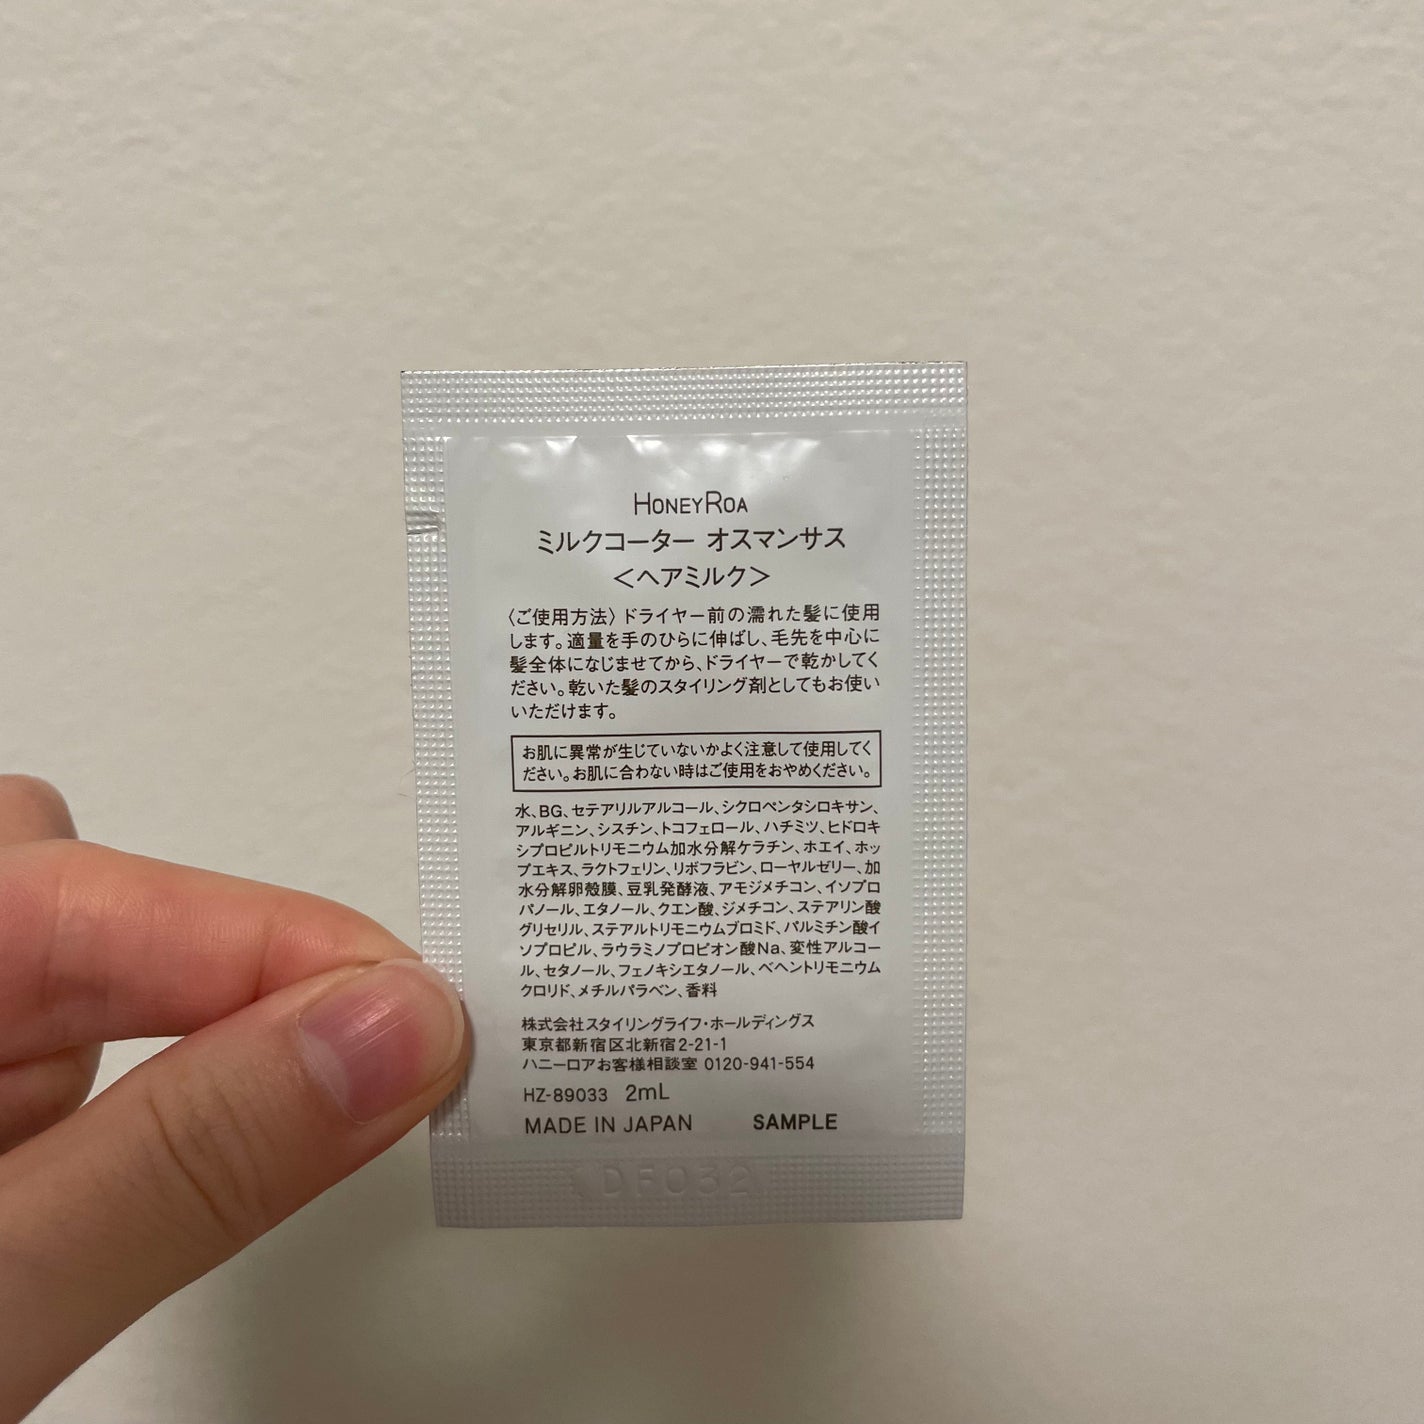 HONEYROA
ミルクコーター オスマンサス
＜ヘアミルク＞
〈ご使用方法〉ドライヤー前の濡れた髪に使用
します。適量を手のひらに伸ばし、毛先を中心に
髪全体になじませてから、ドライヤーで乾かしてく
ださい。乾いた髪のスタイリング剤としてもお使い
いただけます。
お肌に異常が生じていないかよく注意して使用してく
ださい。お肌に合わない時はご使用をおやめください。
水、BG、セテアリルアルコール、シクロペンタシロキサン、
アルギニン、シスチン、トコフェロール、ハチミツ、ヒドロキ
シプロピルトリモニウム加水分解ケラチン、ホエイ、ホッ
プエキス、ラクトフェリン、リボフラビン、ローヤルゼリー、加
水分解卵殻膜、豆乳発酵液、アモジメチコン、イソプロ
パノール、エタノール、クエン酸、ジメチコン、ステアリン酸
グリセリル、ステアルトリモニウムブロミド、パルミチン酸イ
ソプロピル、ラウラミノプロピオン酸Na、変性アルコー
ル、セタノール、フェノキシエタノール、ベヘントリモニウム
クロリド、メチルパラベン、香料
株式会社スタイリングライフ・ホールディングス
東京都新宿区北新宿2-21-1
ハニーロアお客様相談室 0120-941-554
HZ-89033 2mL
MADE IN JAPAN SAMPLE
DF032